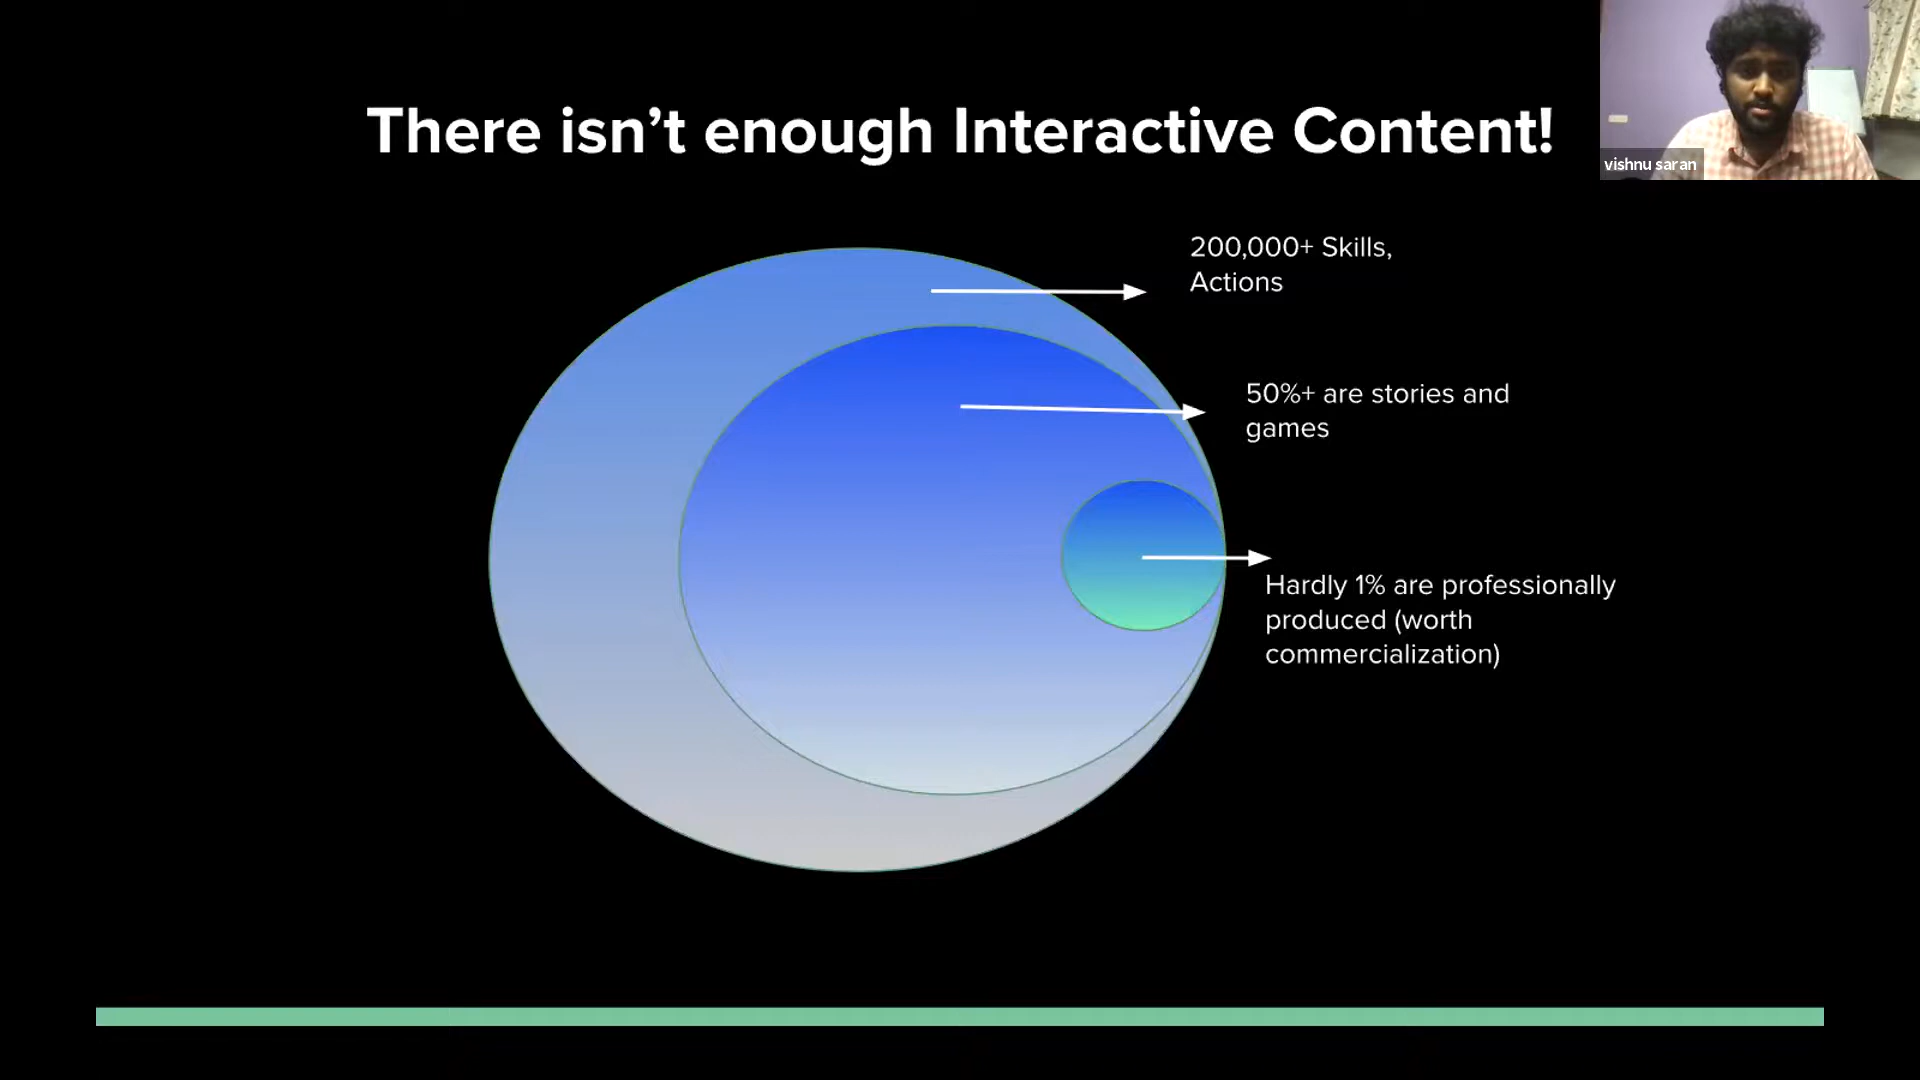 There isn’t enough Interactive Content!
vishnu saran
200,000+ Skills,
Actions
50%+ are stories and
games
Hardly 1% are professionally
produced (worth
commercialization)